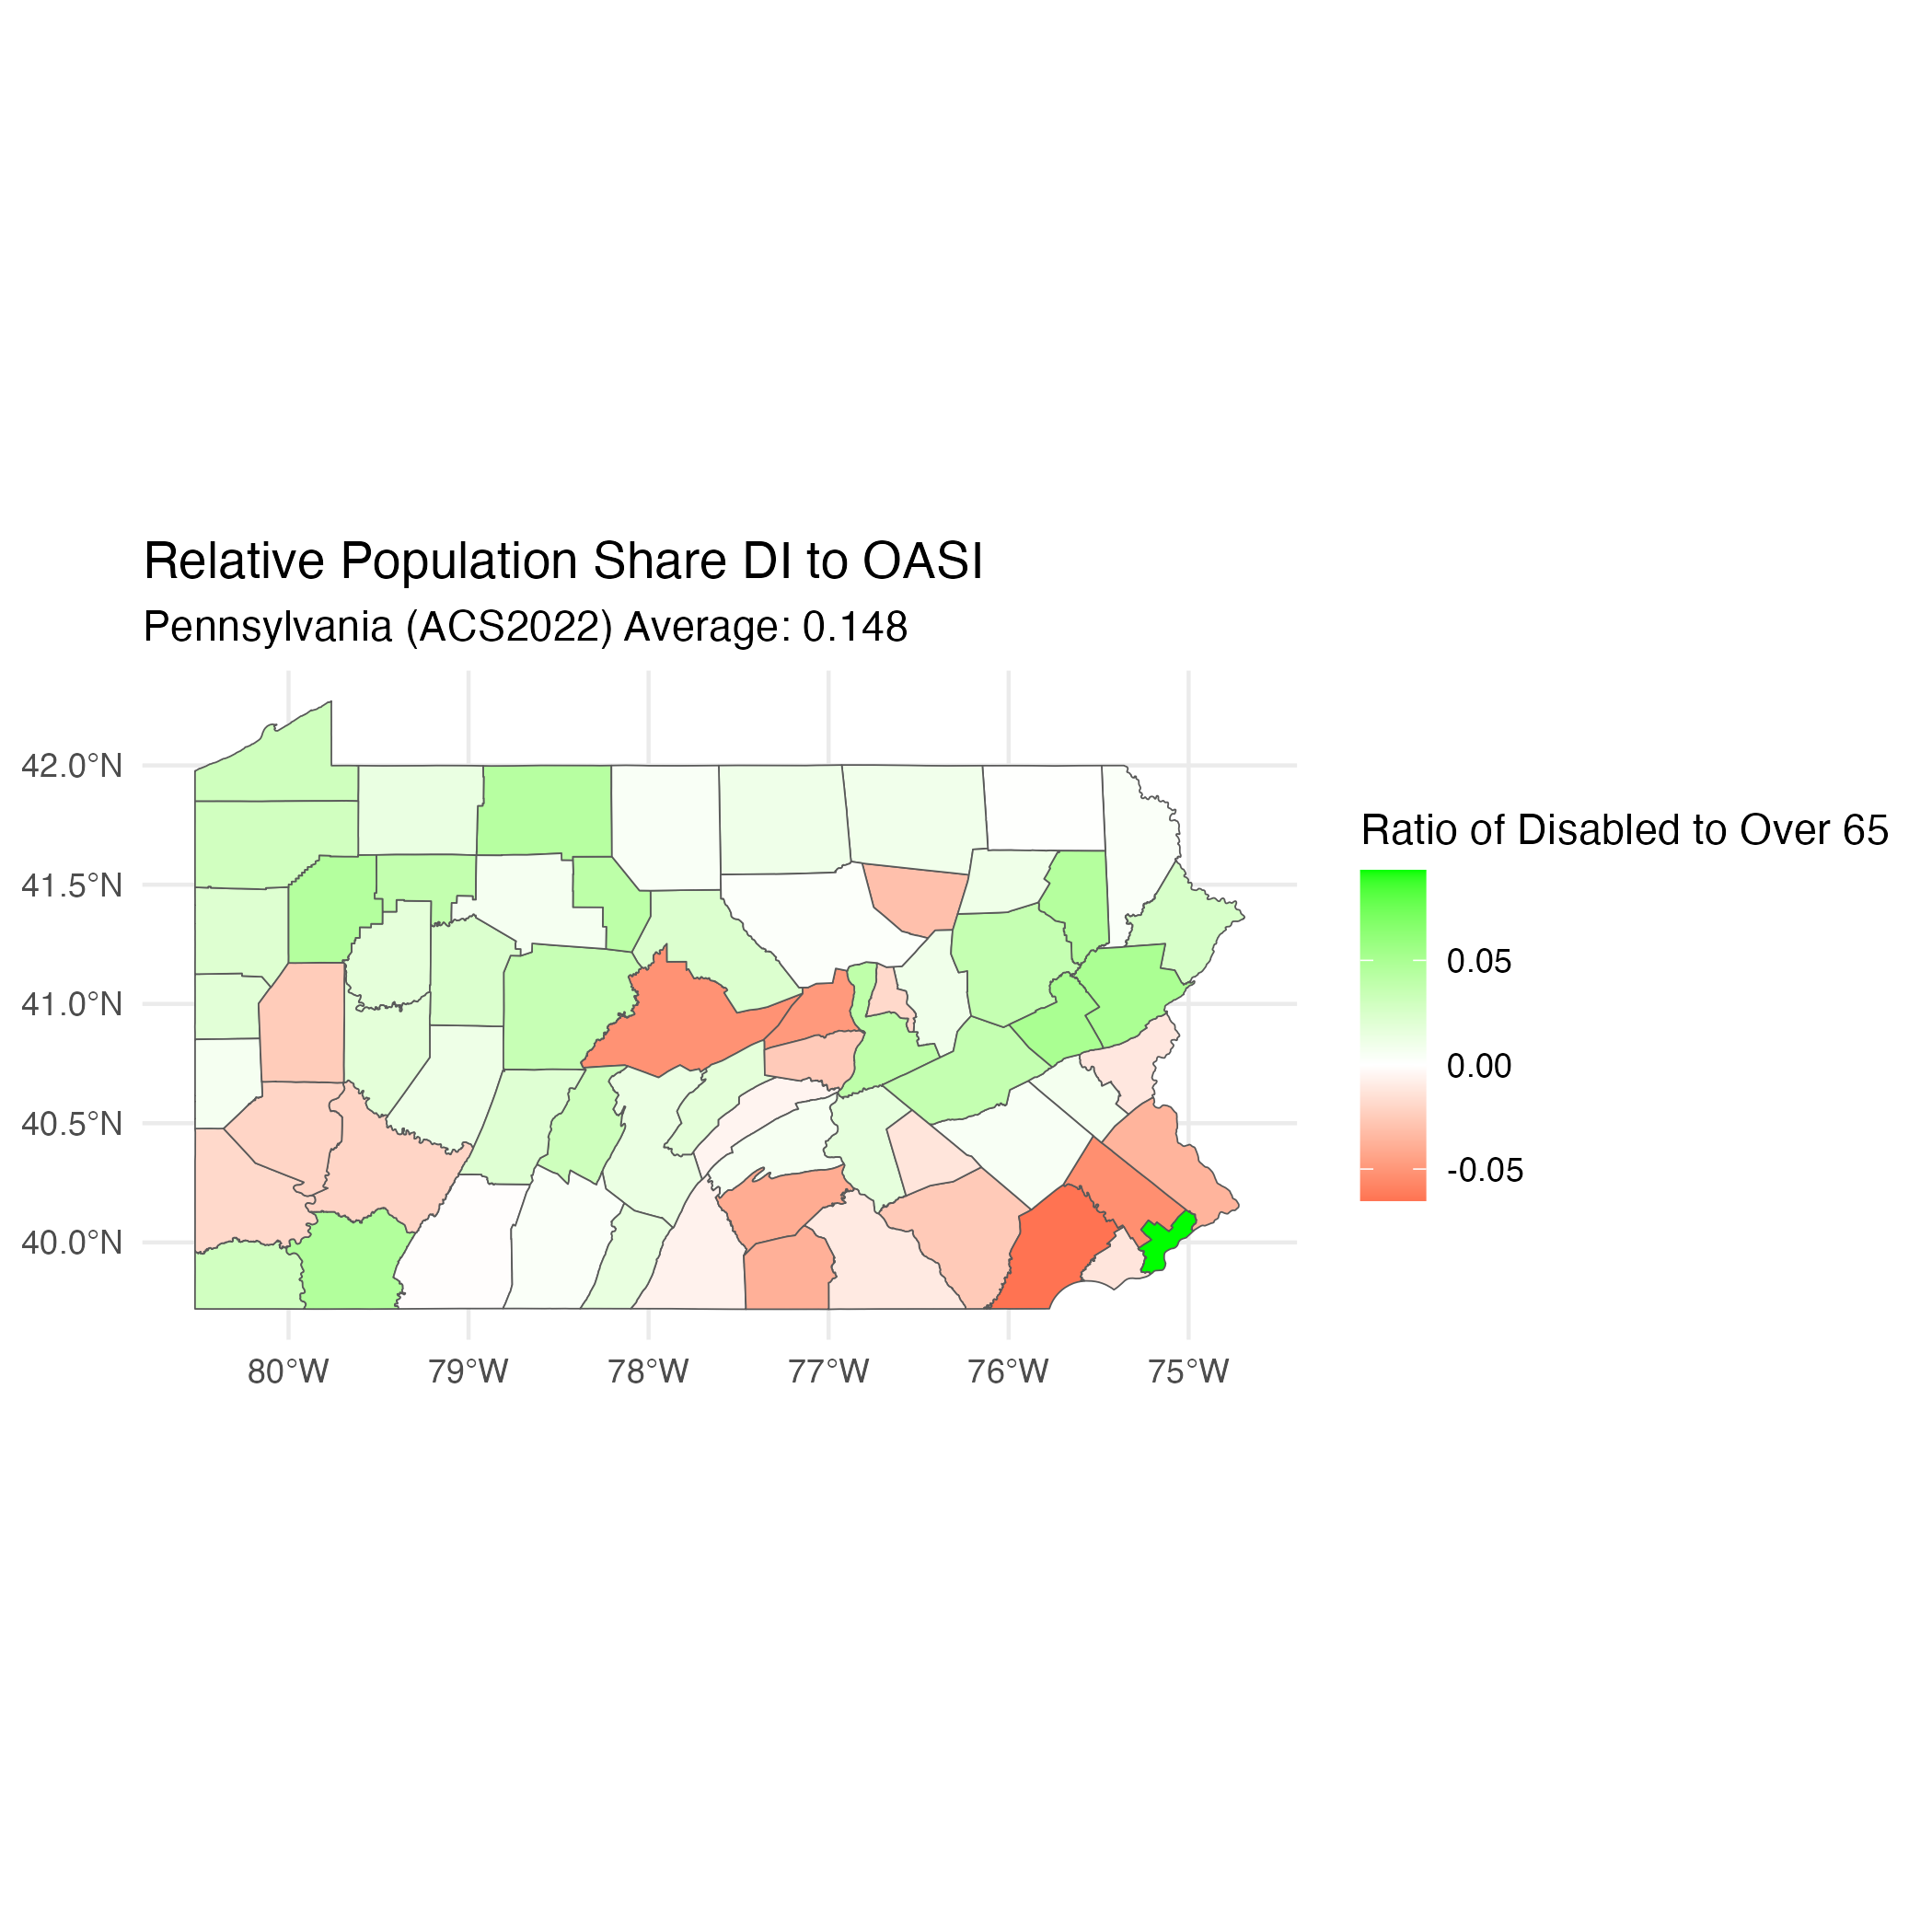 Relative Population Share DI to OASI
Pennsylvania (ACS2022) Average: 0.148
42.0°N
41.5°N
41.0°N
40.5°N
40.0°N
80°W 79°W 78°W 77°W 76°W 75°W
Ratio of Disabled to Over 65
0.05
0.00
-0.05